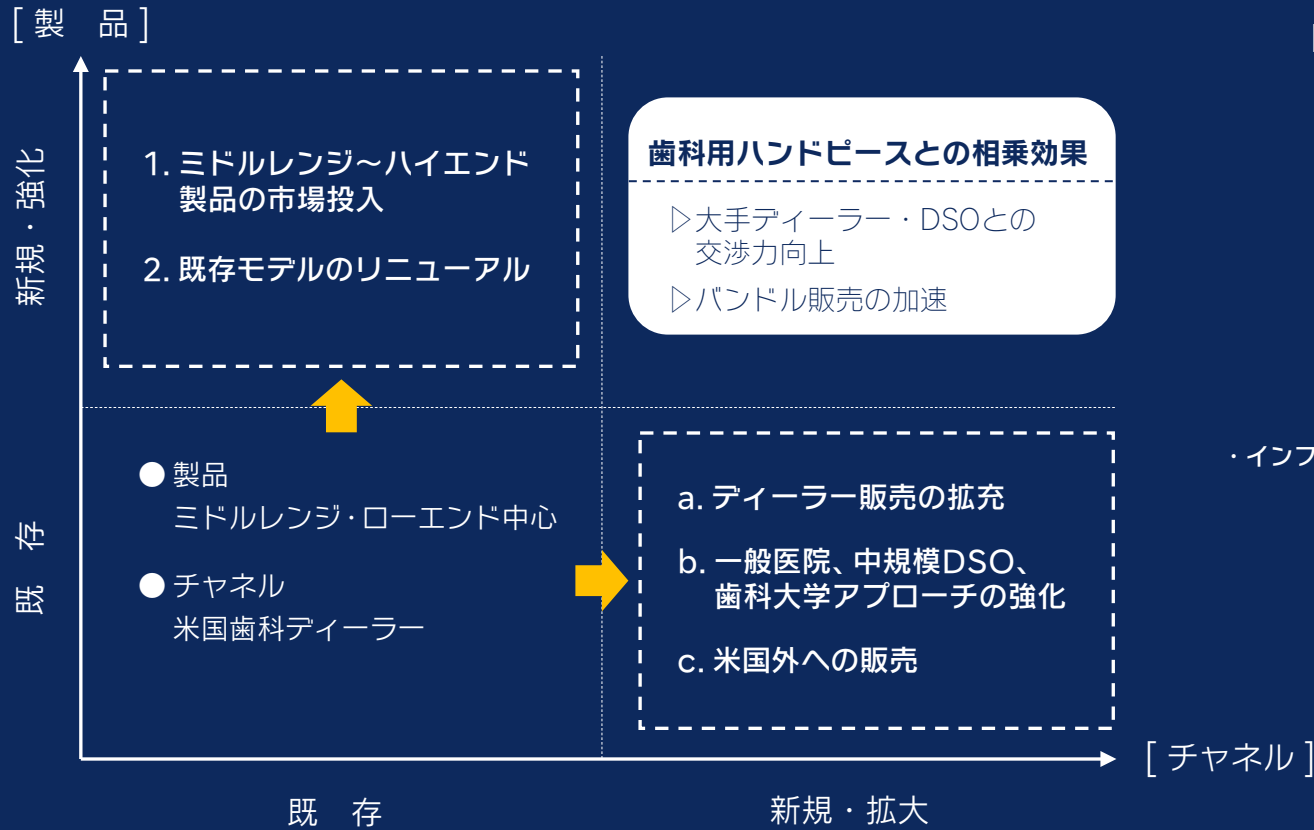 [ 製　品 ]
新規・強化
1. ミドルレンジ～ハイエンド
製品の市場投入
2. 既存モデルのリニューアル
歯科用ハンドピースとの相乗効果
▷大手ディーラー・DSOとの
交渉力向上
▷バンドル販売の加速
既　存
● 製品
ミドルレンジ・ローエンド中心
● チャネル
米国歯科ディーラー
a. ディーラー販売の拡充
b. 一般医院、中規模DSO、
歯科大学アプローチの強化
c. 米国外への販売
・インフ
[ チャネル ]
既　存
新規・拡大